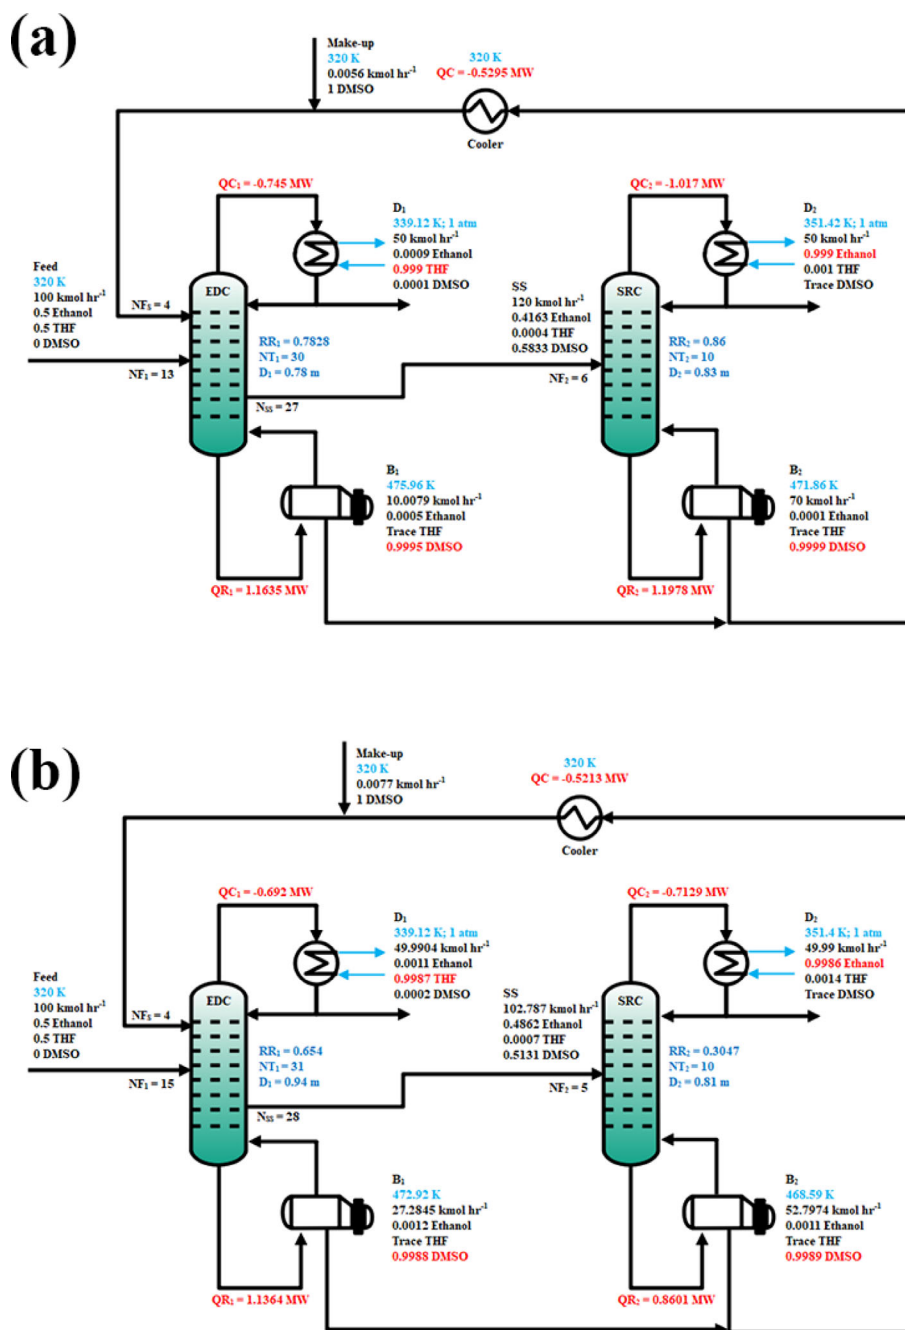 (a)
Make-up
320 K
0.0056 kmol hr⁻¹
1 DMSO
320 K
QC = -0.5295 MW
Cooler
QC₁ = -0.745 MW
D₁
339.12 K; 1 atm
50 kmol hr⁻¹
0.0009 Ethanol
0.999 THF
0.0001 DMSO
QC₂ = -1.017 MW
D₂
351.42 K; 1 atm
50 kmol hr⁻¹
0.999 Ethanol
0.001 THF
Trace DMSO
Feed
320 K
100 kmol hr⁻¹
0.5 Ethanol
0.5 THF
0 DMSO
NFₛ = 4
NF₁ = 13
EDC
RR₁ = 0.7828
NT₁ = 30
D₁ = 0.78 m
Nₛₛ = 27
SS
120 kmol hr⁻¹
0.4163 Ethanol
0.0004 THF
0.5833 DMSO
NF₂ = 6
SRC
RR₂ = 0.86
NT₂ = 10
D₂ = 0.83 m
B₁
475.96 K
10.0079 kmol hr⁻¹
0.0005 Ethanol
Trace THF
0.9995 DMSO
QR₁ = 1.1635 MW
B₂
471.86 K
70 kmol hr⁻¹
0.0001 Ethanol
Trace THF
0.9999 DMSO
QR₂ = 1.1978 MW
(b)
Make-up
320 K
0.0077 kmol hr⁻¹
1 DMSO
320 K
QC = -0.5213 MW
Cooler
QC₁ = -0.692 MW
D₁
339.12 K; 1 atm
49.9904 kmol hr⁻¹
0.0011 Ethanol
0.9987 THF
0.0002 DMSO
QC₂ = -0.7129 MW
D₂
351.4 K; 1 atm
49.99 kmol hr⁻¹
0.9986 Ethanol
0.0014 THF
Trace DMSO
Feed
320 K
100 kmol hr⁻¹
0.5 Ethanol
0.5 THF
0 DMSO
NFₛ = 4
NF₁ = 15
EDC
RR₁ = 0.654
NT₁ = 31
D₁ = 0.94 m
Nₛₛ = 28
SS
102.787 kmol hr⁻¹
0.4862 Ethanol
0.0007 THF
0.5131 DMSO
NF₂ = 5
SRC
RR₂ = 0.3047
NT₂ = 10
D₂ = 0.81 m
B₁
472.92 K
27.2845 kmol hr⁻¹
0.0012 Ethanol
Trace THF
0.9988 DMSO
QR₁ = 1.1364 MW
B₂
468.59 K
52.7974 kmol hr⁻¹
0.0011 Ethanol
Trace THF
0.9989 DMSO
QR₂ = 0.8601 MW